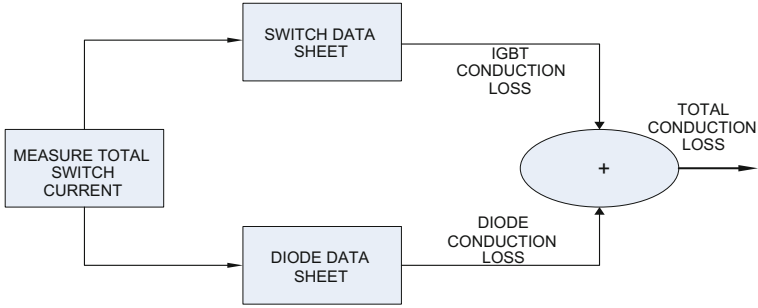 SWITCH DATA
SHEET
IGBT
CONDUCTION
LOSS
TOTAL
CONDUCTION
LOSS
MEASURE TOTAL
SWITCH
CURRENT
+
DIODE DATA
SHEET
DIODE
CONDUCTION
LOSS